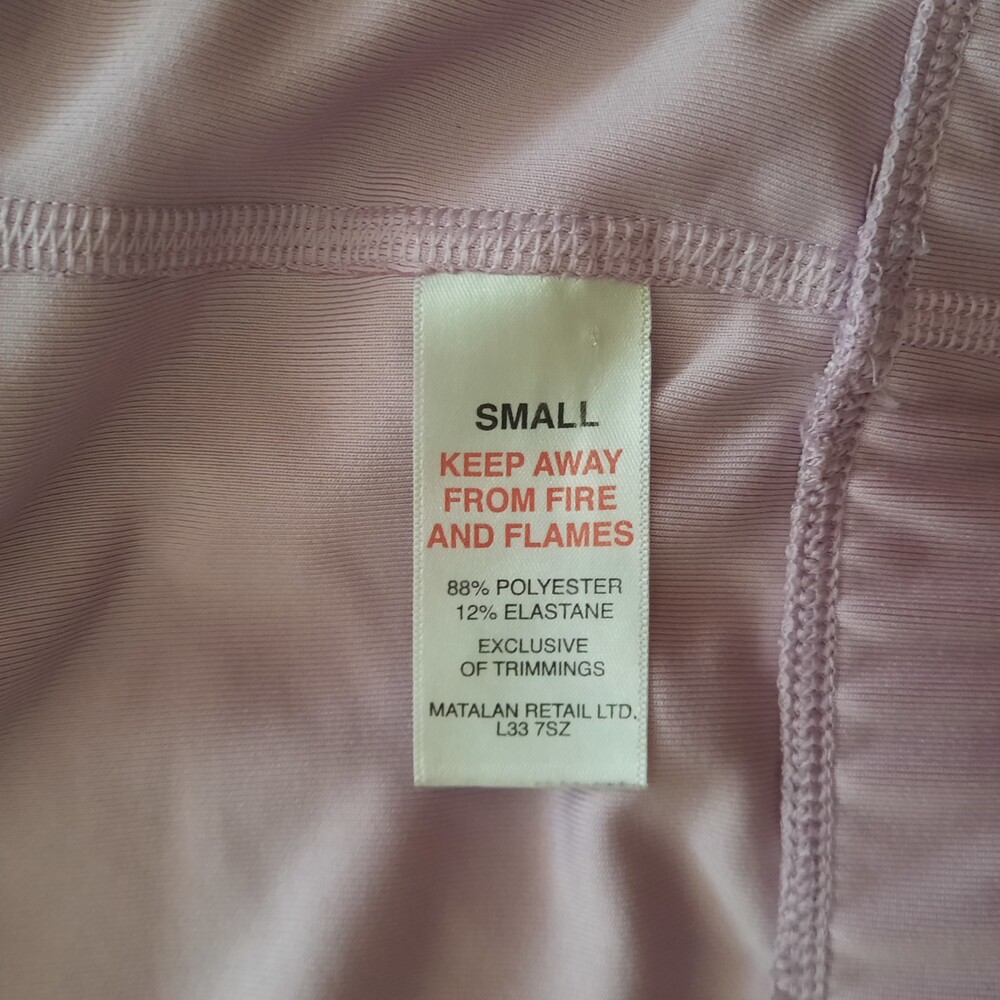 SMALL
KEEP AWAY
FROM FIRE
AND FLAMES
88% POLYESTER
12% ELASTANE
EXCLUSIVE
OF TRIMMINGS
MATALAN RETAIL LTD.
L33 7SZ